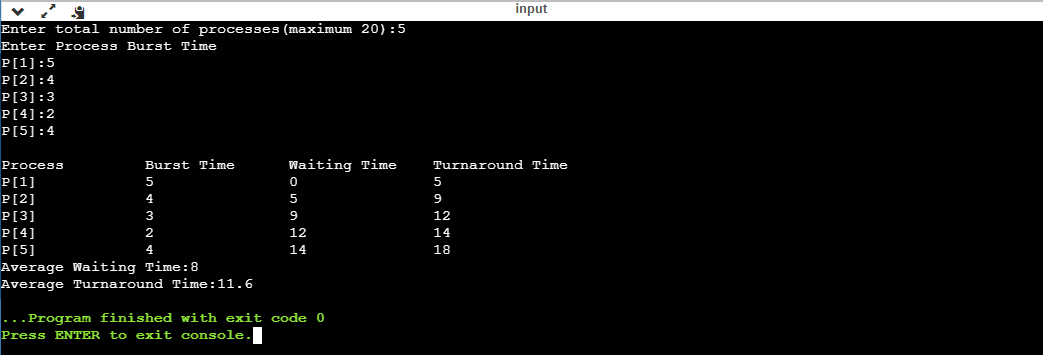 input
Enter total number of processes(maximum 20):5
Enter Process Burst Time
P[1]:5
P[2]:4
P[3]:3
P[4]:2
P[5]:4
Process Burst Time Waiting Time Turnaround Time
P[1] 5 0 5
P[2] 4 5 9
P[3] 3 9 12
P[4] 2 12 14
P[5] 4 14 18
Average Waiting Time:8
Average Turnaround Time:11.6
...Program finished with exit code 0
Press ENTER to exit console.